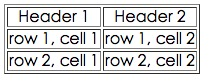 Header 1 Header 2
row 1, cell 1 row 1, cell 2
row 2, cell 1 row 2, cell 2